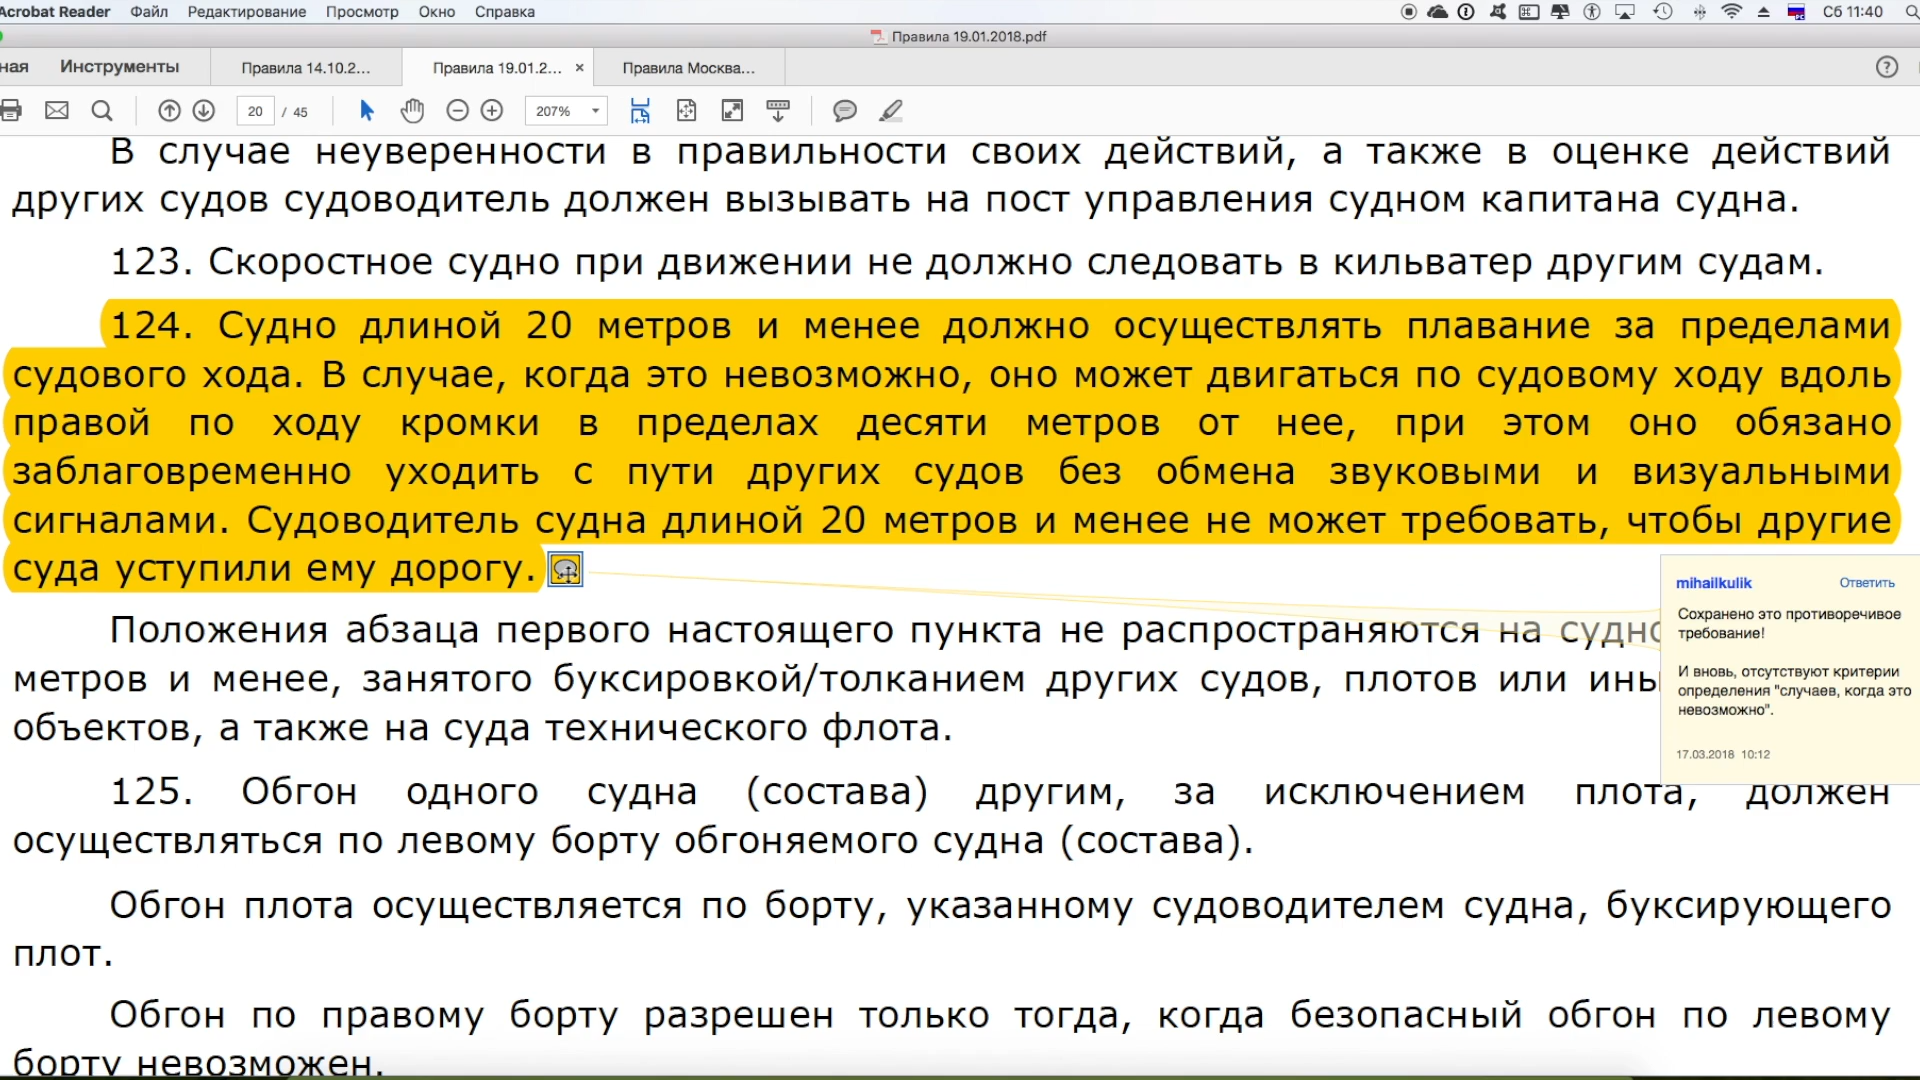 Acrobat Reader Файл Редактирование Просмотр Окно Справка Сб 11:40
Правила 19.01.2018.pdf
ная Инструменты Правила 14.10.2... Правила 19.01.2... × Правила Москва...
20 / 45 207%
В случае неуверенности в правильности своих действий, а также в оценке действий
других судов судоводитель должен вызывать на пост управления судном капитана судна.
123. Скоростное судно при движении не должно следовать в кильватер другим судам.
124. Судно длиной 20 метров и менее должно осуществлять плавание за пределами
судового хода. В случае, когда это невозможно, оно может двигаться по судовому ходу вдоль
правой по ходу кромки в пределах десяти метров от нее, при этом оно обязано
заблаговременно уходить с пути других судов без обмена звуковыми и визуальными
сигналами. Судоводитель судна длиной 20 метров и менее не может требовать, чтобы другие
суда уступили ему дорогу.
Положения абзаца первого настоящего пункта не распространяются на судно
метров и менее, занятого буксировкой/толканием других судов, плотов или ины
объектов, а также на суда технического флота.
125. Обгон одного судна (состава) другим, за исключением плота, должен
осуществляться по левому борту обгоняемого судна (состава).
Обгон плота осуществляется по борту, указанному судоводителем судна, буксирующего
плот.
Обгон по правому борту разрешен только тогда, когда безопасный обгон по левому
борту невозможен.
mihailkulik Ответить
Сохранено это противоречивое
требование!
И вновь, отсутствуют критерии
определения "случаев, когда это
невозможно".
17.03.2018 10:12